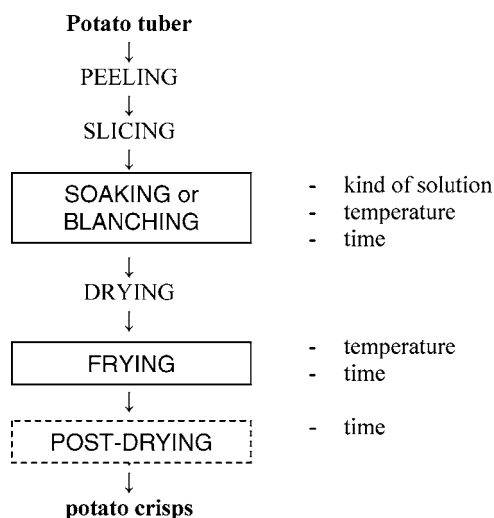 Potato tuber
↓
PEELING
↓
SLICING
↓
SOAKING or
BLANCHING
- kind of solution
- temperature
- time
↓
DRYING
↓
FRYING
- temperature
- time
↓
POST-DRYING
- time
↓
potato crisps